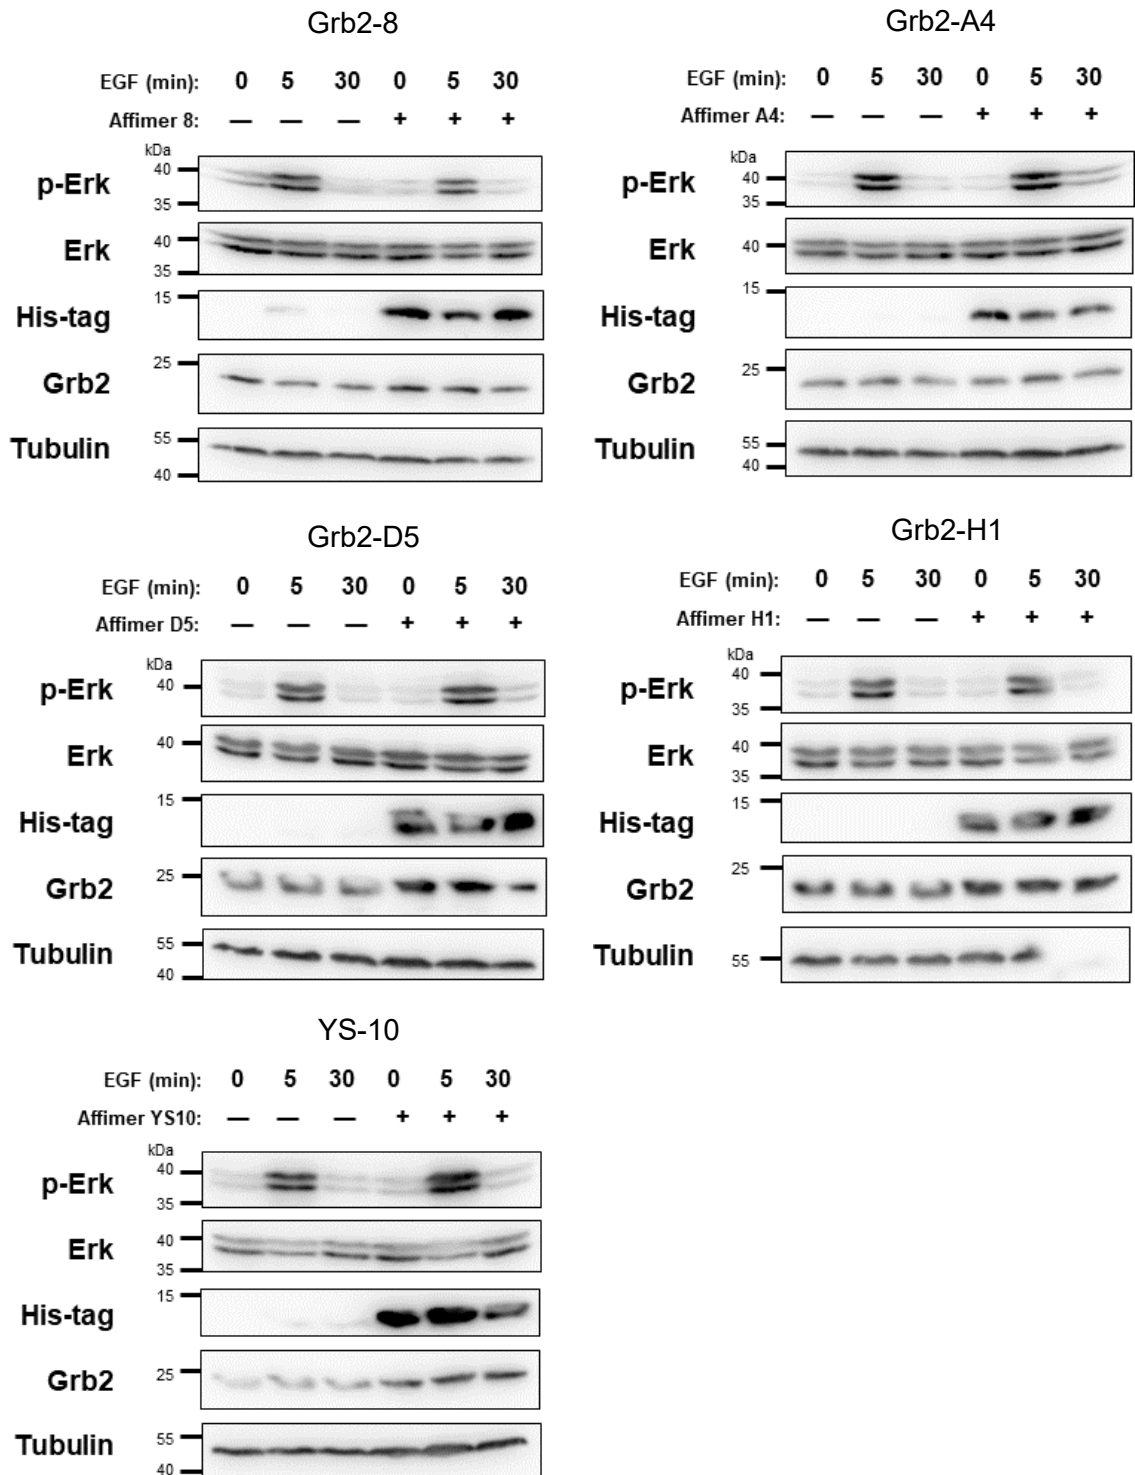 Grb2-8
EGF (min): 0 5 30 0 5 30
Affimer 8: — — — + + +
kDa
p-Erk 40 35
Erk 40 35
His-tag 15
Grb2 25
Tubulin 55 40
Grb2-A4
EGF (min): 0 5 30 0 5 30
Affimer A4: — — — + + +
kDa
p-Erk 40 35
Erk 40
His-tag 15
Grb2 25
Tubulin 55 40
Grb2-D5
EGF (min): 0 5 30 0 5 30
Affimer D5: — — — + + +
kDa
p-Erk 40
Erk 40
His-tag 15
Grb2 25
Tubulin 55 40
Grb2-H1
EGF (min): 0 5 30 0 5 30
Affimer H1: — — — + + +
kDa
p-Erk 40 35
Erk 40 35
His-tag 15
Grb2 25
Tubulin 55
YS-10
EGF (min): 0 5 30 0 5 30
Affimer YS10: — — — + + +
kDa
p-Erk 40 35
Erk 40 35
His-tag 15
Grb2 25
Tubulin 55 40